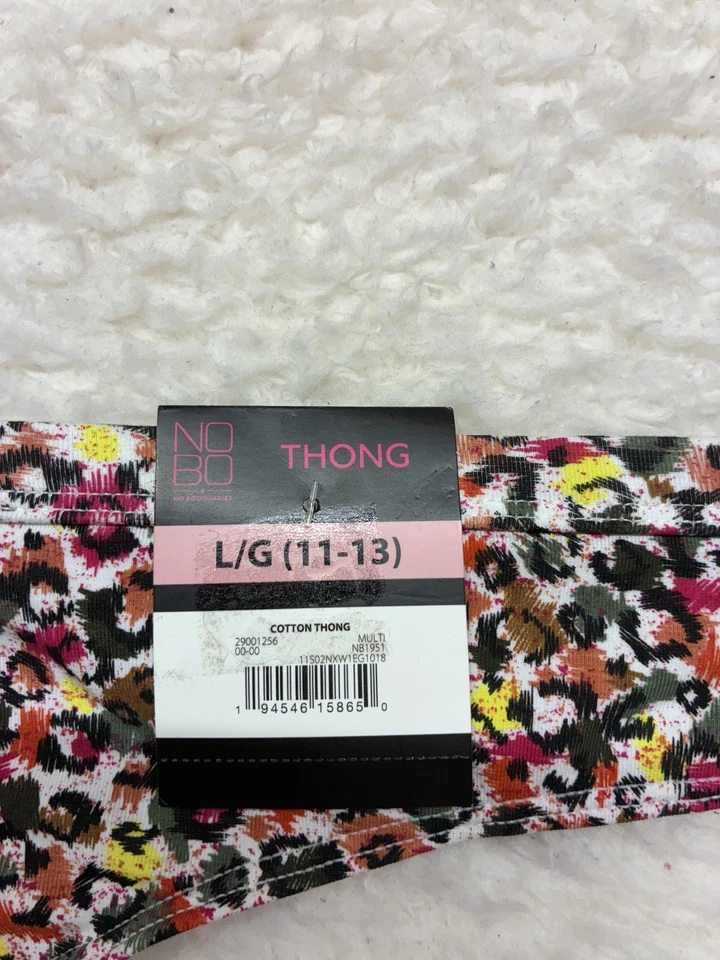 NO
BO
NO BOUNDARIES
THONG
L/G (11-13)
COTTON THONG
29001256 MULTI
00-00 NB1951
11S02NXW1EG1018
1 94546 15865 0